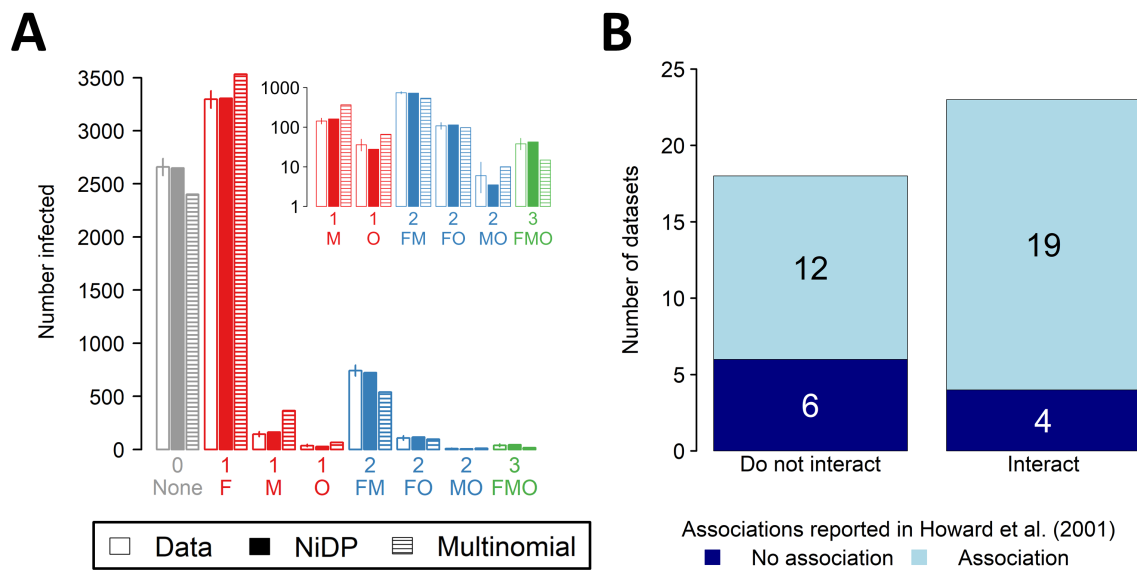 A
Number infected
3500
3000
2500
2000
1500
1000
500
0
1000
100
10
1
1 1 2 2 2 3
M O FM FO MO FMO
0 1 1 1 2 2 2 3
None F M O FM FO MO FMO
Data NiDP Multinomial
B
Number of datasets
25
20
15
10
5
0
12
6
19
4
Do not interact Interact
Associations reported in Howard et al. (2001)
No association Association